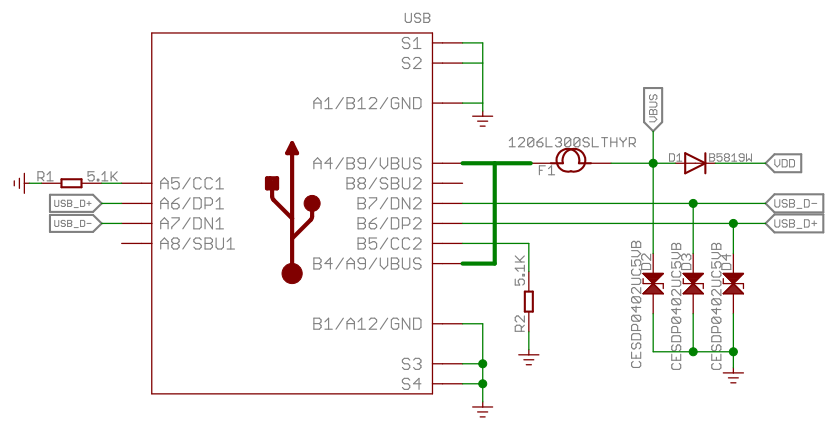 USB
S1
S2
A1/B12/GND
VBUS
1206L300SLTHYR
F1
A4/B9/VBUS
D1
B5819W
VDD
R1
5.1K
A5/CC1
B8/SBU2
USB_D+
A6/DP1
B7/DN2
USB_D-
USB_D-
A7/DN1
B6/DP2
USB_D+
A8/SBU1
B5/CC2
B4/A9/VBUS
5.1K
R2
D2
CESDP0402UC5VB
D3
CESDP0402UC5VB
D4
CESDP0402UC5VB
B1/A12/GND
S3
S4